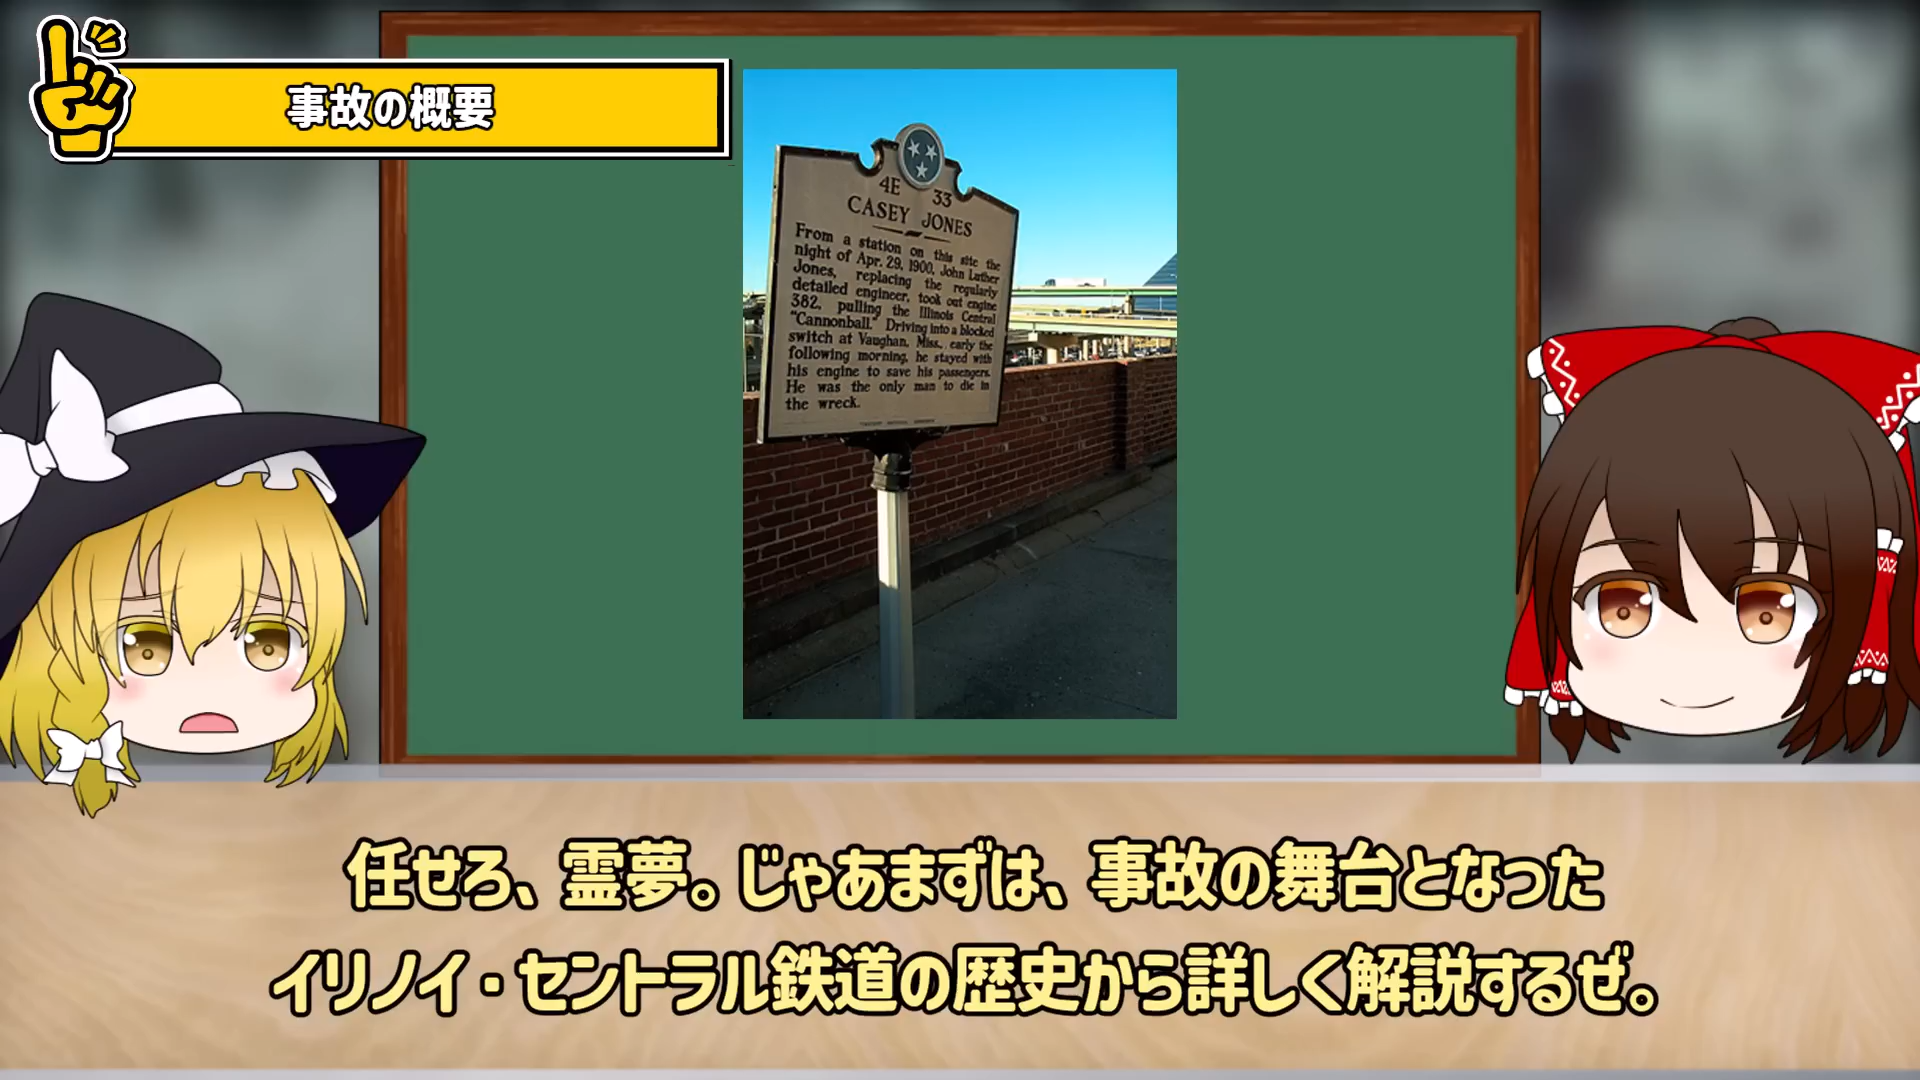 事故の概要
4E 33
CASEY JONES
From a station on this site the
night of Apr. 29, 1900, John Luther
Jones, replacing the regularly
detailed engineer, took out engine
382, pulling the Illinois Central
"Cannonball." Driving into a blocked
switch at Vaughan, Miss., early the
following morning, he stayed with
his engine to save his passengers.
He was the only man to die in
the wreck.
任せろ、霊夢。じゃあまずは、事故の舞台となった
イリノイ・セントラル鉄道の歴史から詳しく解説するぜ。